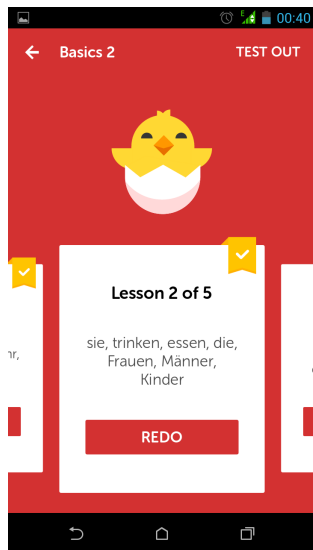 E 00:40
Basics 2 TEST OUT
Lesson 2 of 5
sie, trinken, essen, die,
Frauen, Männer,
Kinder
REDO